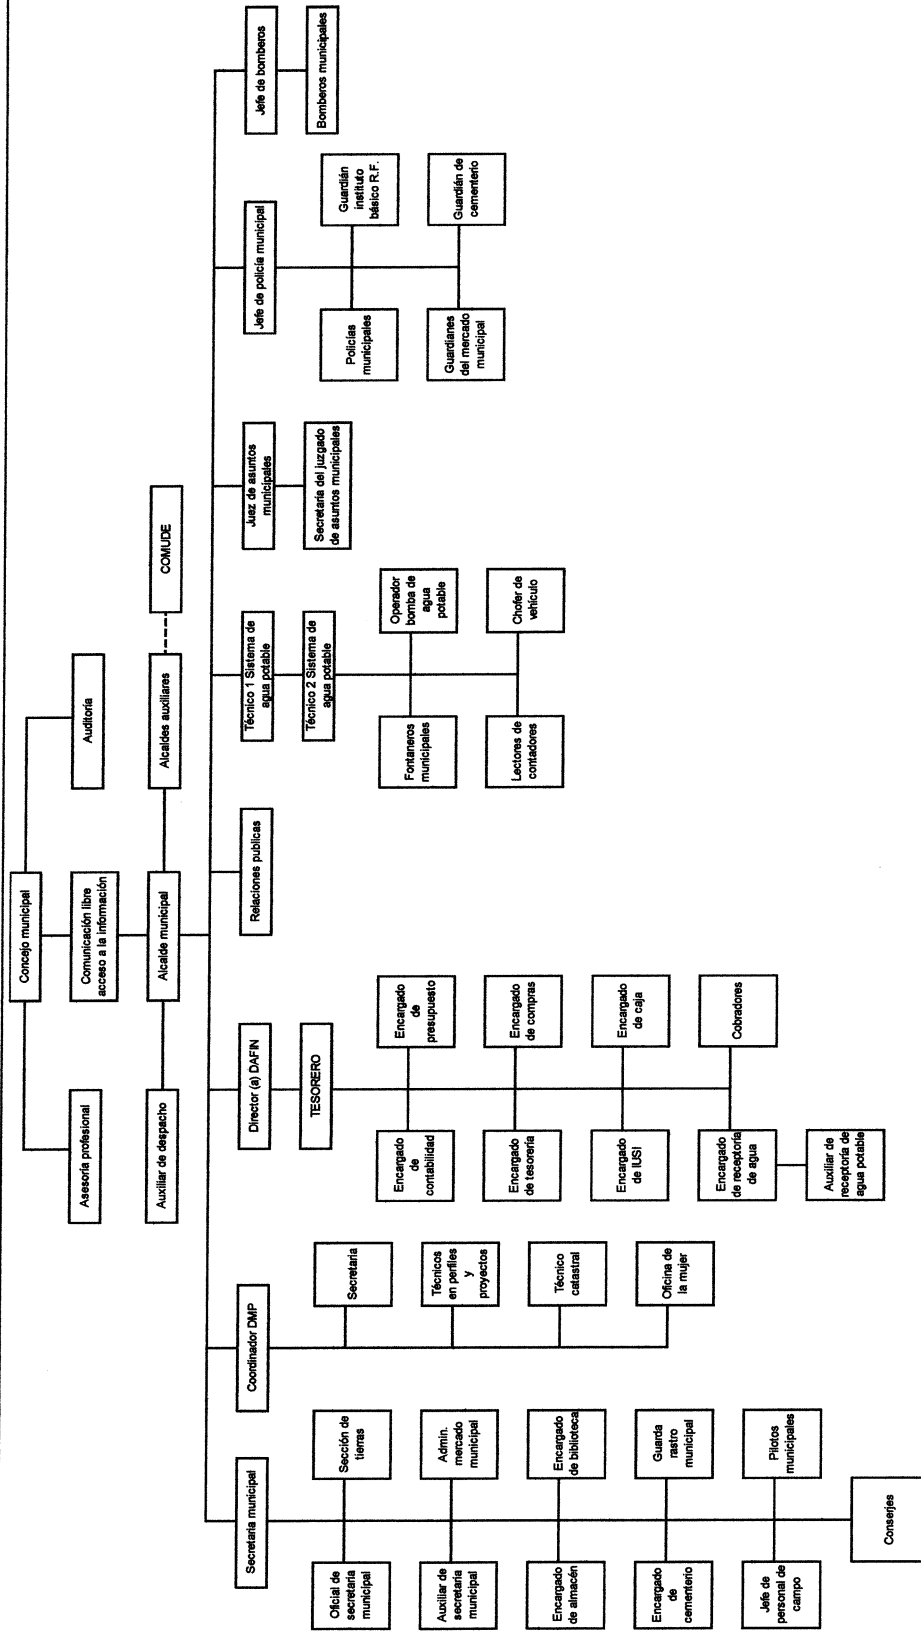 Concejo municipal
Asesoría profesional
Comunicación libre
acceso a la información
Auditoría
Auxiliar de despacho
Alcalde municipal
Alcaldes auxiliares
COMUDE
Secretaria municipal
Coordinador DMP
Director (a) DAFIN
Relaciones publicas
Técnico 1 Sistema de
agua potable
Juez de asuntos
municipales
Jefe de policía municipal
Jefe de bomberos
Oficial de
secretaria
municipal
Sección de
tierras
Auxiliar de
secretaria
municipal
Admin.
mercado
municipal
Encargado
de almacén
Encargado
de biblioteca
Encargado
de
cementerio
Guarda
rastro
municipal
Jefe de
personal de
campo
Pilotos
municipales
Conserjes
Secretaria
Técnicos
en perfiles
y
proyectos
Técnico
catastral
Oficina de
la mujer
TESORERO
Encargado
de
contabilidad
Encargado
de
presupuesto
Encargado
de tesorería
Encargado
de compras
Encargado
de IUSI
Encargado
de caja
Encargado
de receptoría
de agua
Cobradores
Auxiliar de
receptoría de
agua potable
Técnico 2 Sistema de
agua potable
Fontaneros
municipales
Operador
bomba de
agua
potable
Lectores de
contadores
Chofer de
vehículo
Secretaría del juzgado
de asuntos municipales
Policías
municipales
Guardián
instituto
básico R.F.
Guardianes
del mercado
municipal
Guardián de
cementerio
Bomberos municipales